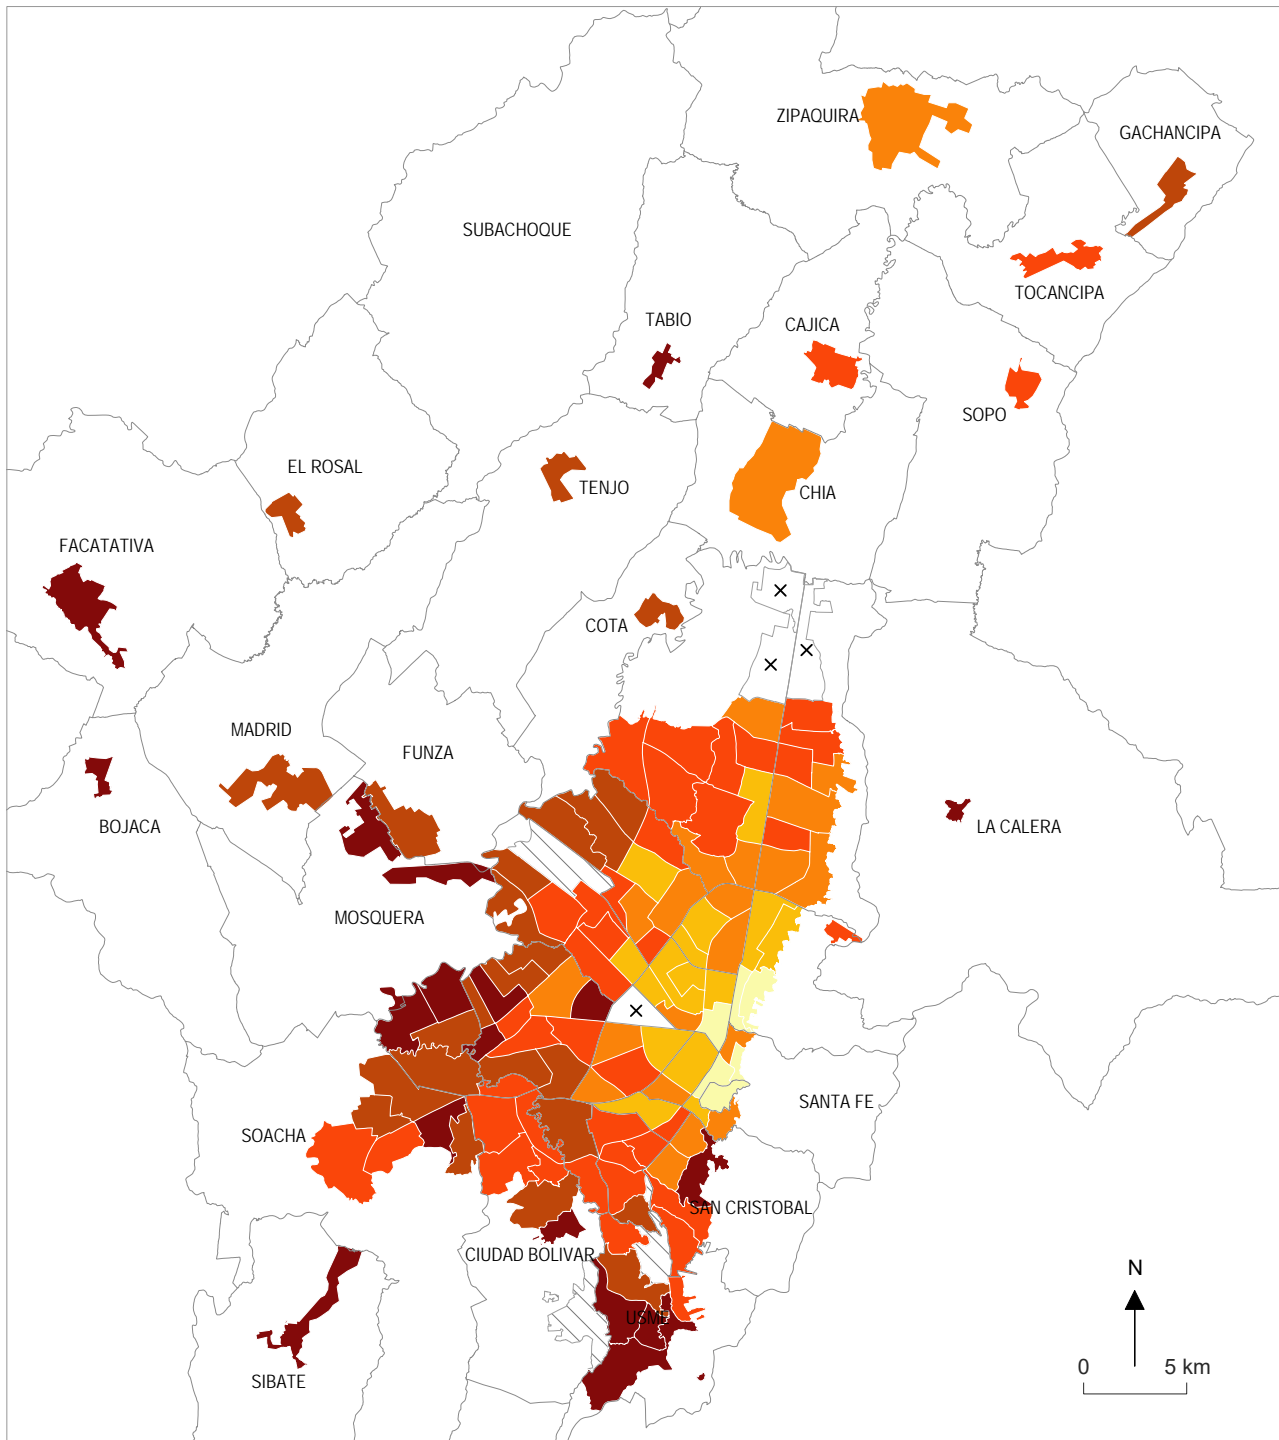 ZIPAQUIRA
GACHANCIPA
SUBACHOQUE
TOCANCIPA
TABIO
CAJICA
SOPO
EL ROSAL
TENJO
CHIA
FACATATIVA
COTA
MADRID
FUNZA
BOJACA
LA CALERA
MOSQUERA
SANTA FE
SOACHA
SAN CRISTOBAL
CIUDAD BOLIVAR
N
USME
0 5 km
SIBATE